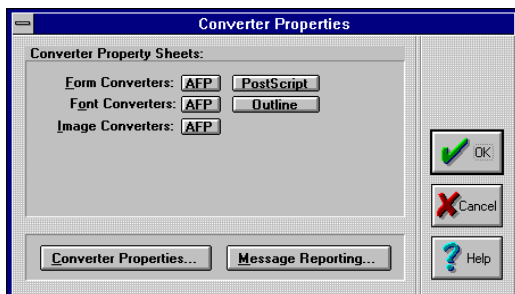 Converter Properties
Converter Property Sheets:
Form Converters: AFP PostScript
Font Converters: AFP Outline
Image Converters: AFP
OK
Cancel
Converter Properties... Message Reporting...
Help